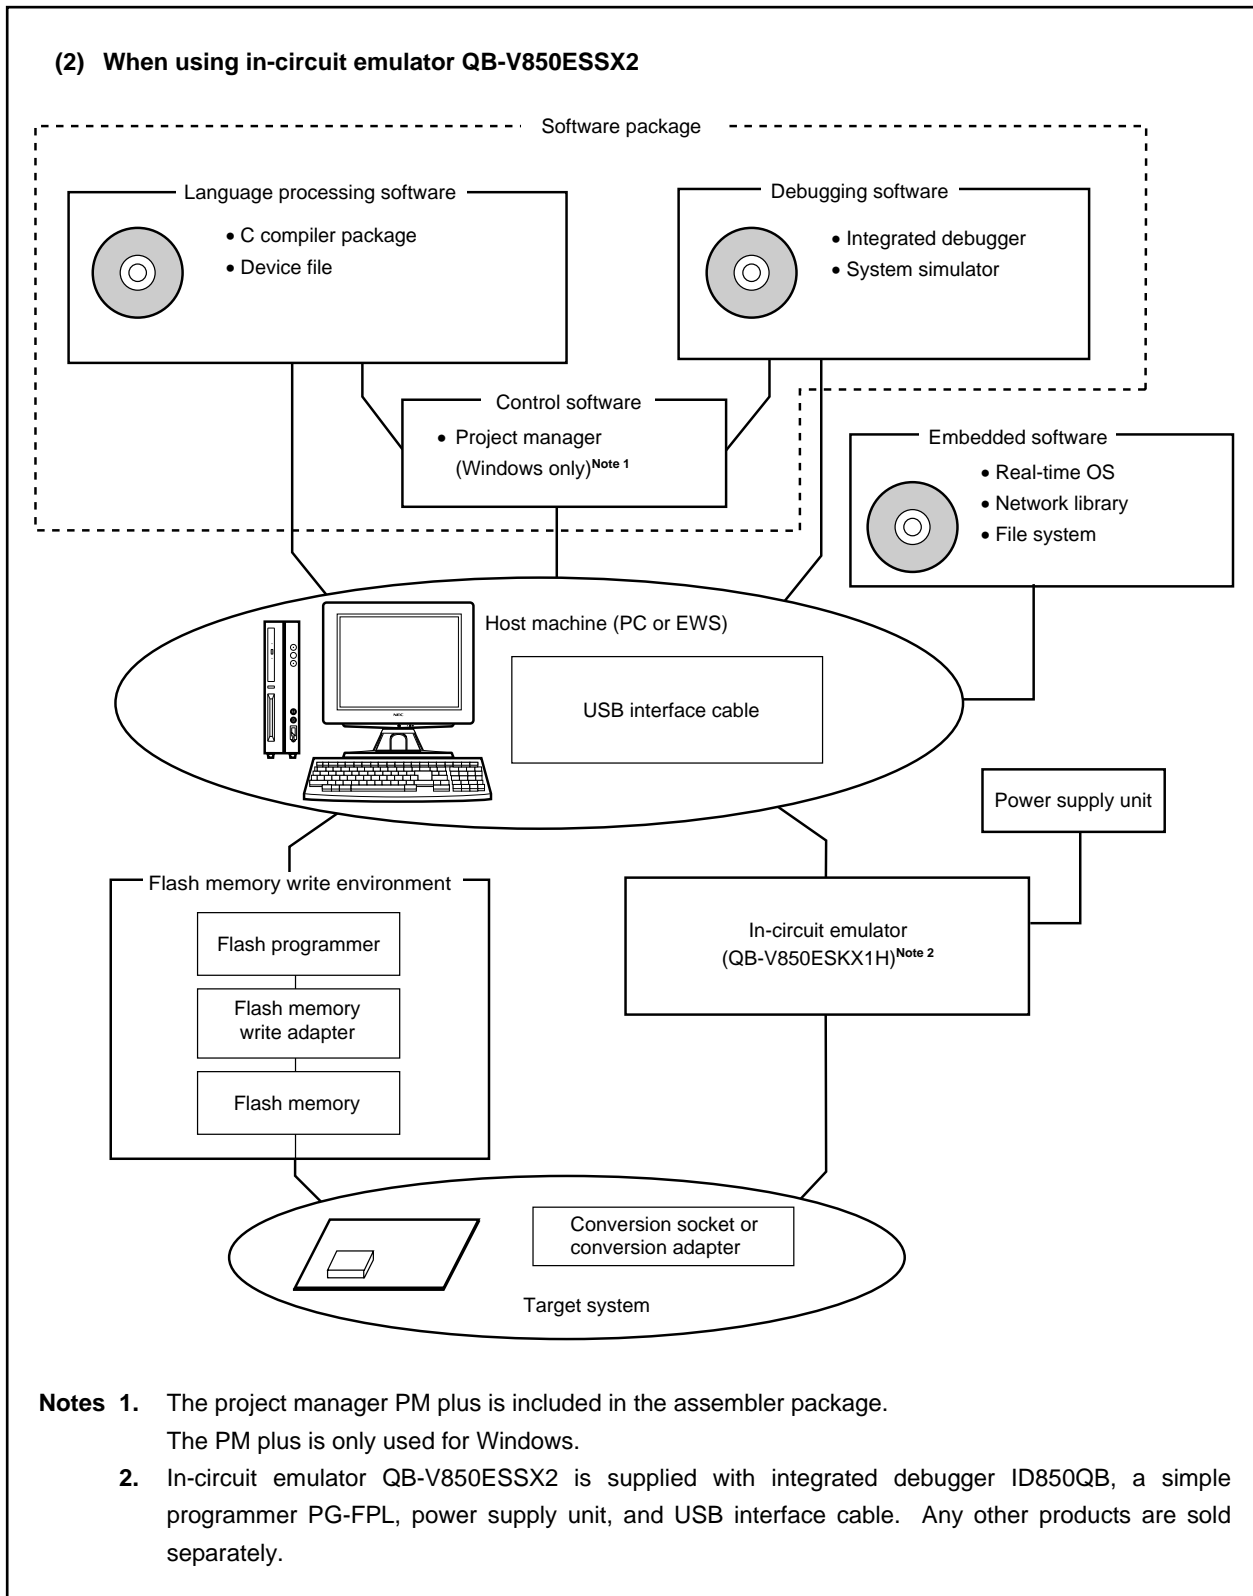 (2) When using in-circuit emulator QB-V850ESSX2
Software package
Language processing software
• C compiler package
• Device file
Debugging software
• Integrated debugger
• System simulator
Control software
• Project manager
(Windows only)Note 1
Embedded software
• Real-time OS
• Network library
• File system
Host machine (PC or EWS)
NEC
USB interface cable
Power supply unit
Flash memory write environment
Flash programmer
Flash memory
write adapter
Flash memory
In-circuit emulator
(QB-V850ESKX1H)Note 2
Conversion socket or
conversion adapter
Target system
Notes 1. The project manager PM plus is included in the assembler package.
The PM plus is only used for Windows.
2. In-circuit emulator QB-V850ESSX2 is supplied with integrated debugger ID850QB, a simple
programmer PG-FPL, power supply unit, and USB interface cable. Any other products are sold
separately.